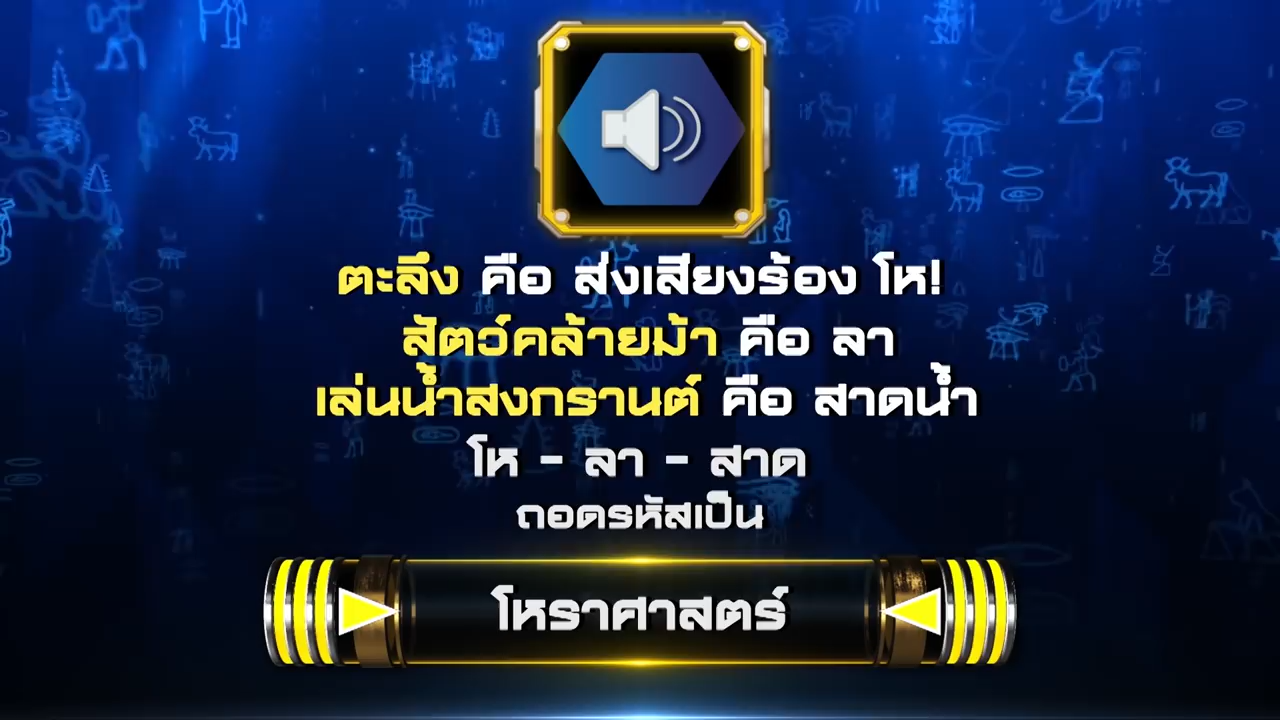 ตะลึง คือ ส่งเสียงร้อง โห!
สัตว์คล้ายม้า คือ ลา
เล่นน้ำสงกรานต์ คือ สาดน้ำ
โห - ลา - สาด
ถอดรหัสเป็น
โหราศาสตร์